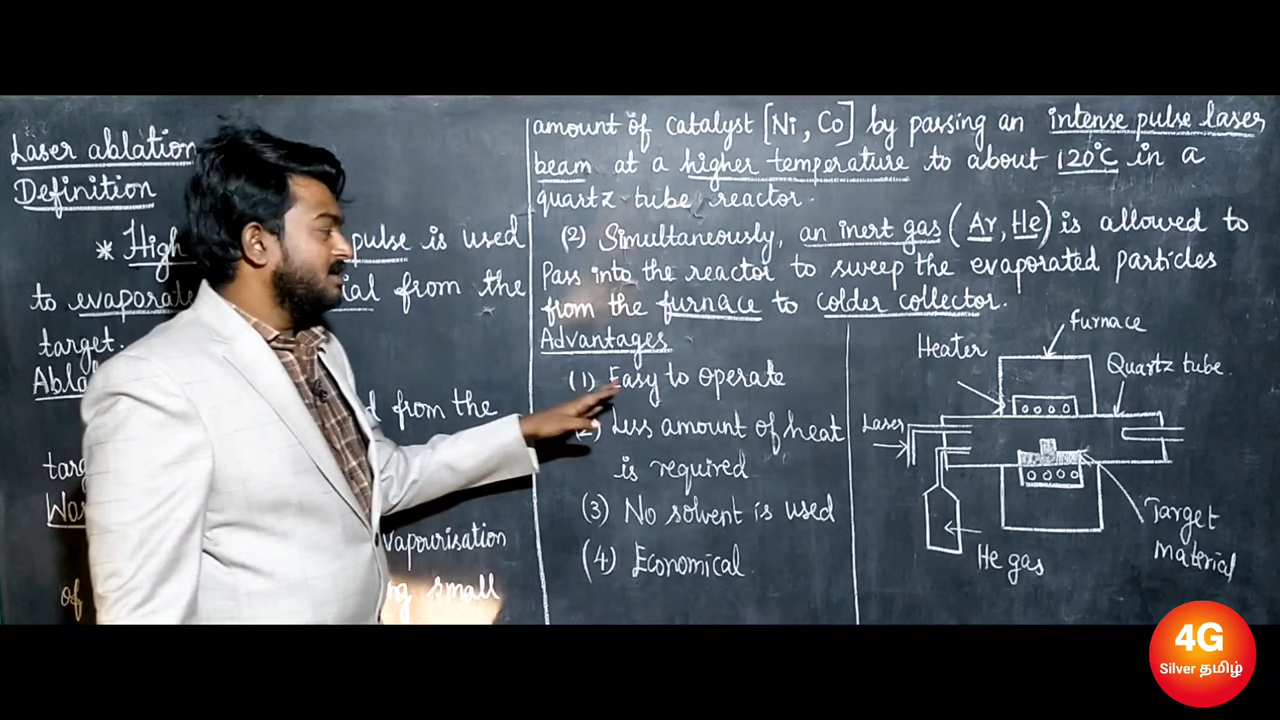 Laser ablation
Definition
* High pulse is used
to evaporate ial from the
target.
Abla d from the
targ
Wor
vapourisation
of ng small
amount of catalyst [Ni, Co] by passing an intense pulse laser
beam at a higher temperature to about 120°C in a
quartz tube reactor.
(2) Simultaneously, an inert gas (Ar, He) is allowed to
Pass into the reactor to sweep the evaporated particles
from the furnace to colder collector.
Advantages
(1) Easy to operate
(2) Less amount of heat
is required
(3) No solvent is used
(4) Economical
furnace
Heater
Quartz tube.
Laser
Target
material
He gas
4G
Silver தமிழ்